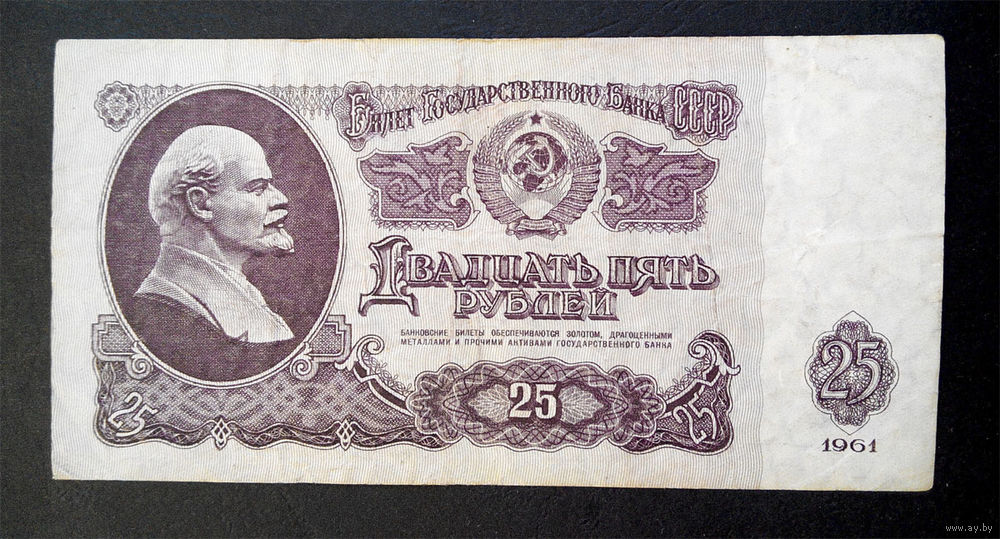 Билет Государственного Банка СССР
Двадцать пять
рублей
БАНКОВСКИЕ БИЛЕТЫ ОБЕСПЕЧИВАЮТСЯ ЗОЛОТОМ, ДРАГОЦЕННЫМИ
МЕТАЛЛАМИ И ПРОЧИМИ АКТИВАМИ ГОСУДАРСТВЕННОГО БАНКА
25
25
25
25
1961
www.ay.by